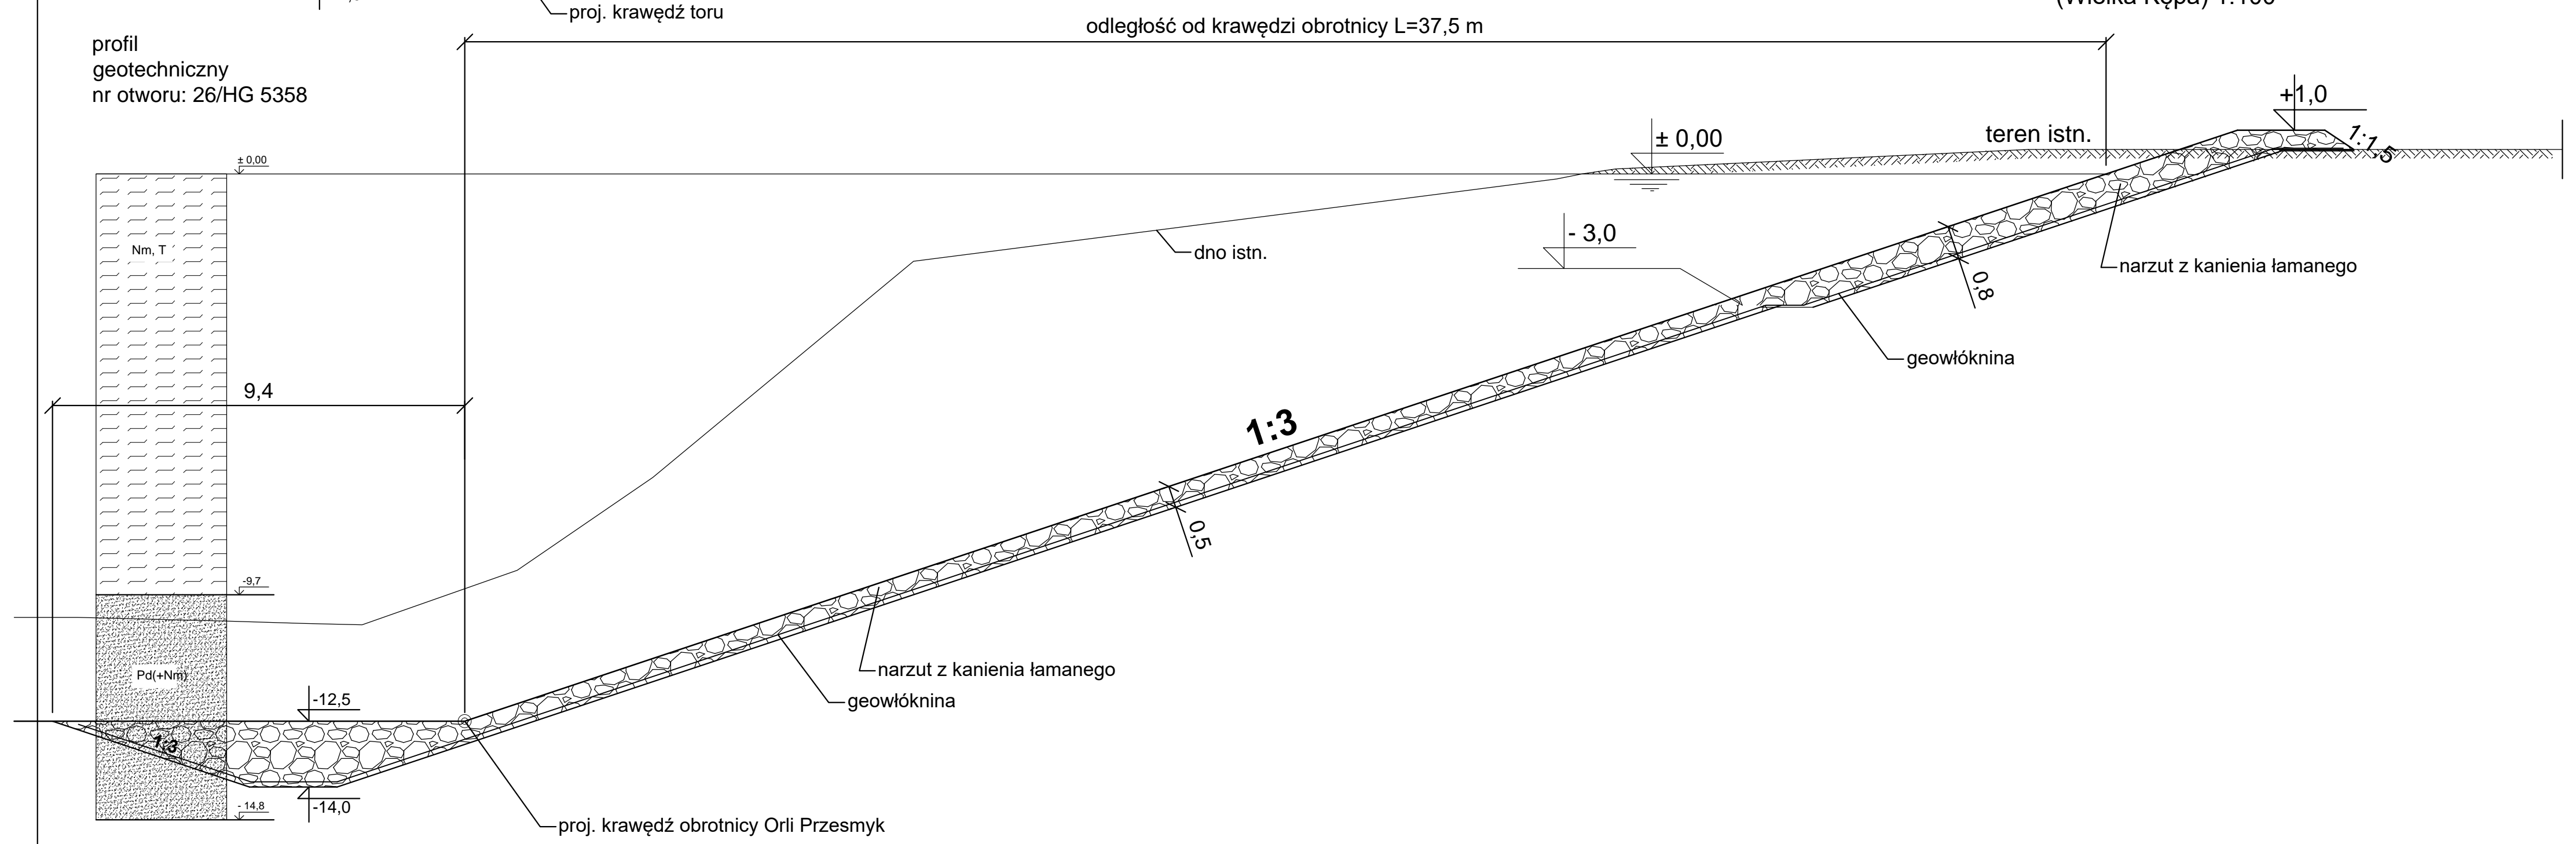 proj. krawędź toru
odległość od krawędzi obrotnicy L=37,5 m
profil
geotechniczny
nr otworu: 26/HG 5358
+1,0
1:1,5
teren istn.
± 0,00
± 0,00
- 3,0
Nm, T
dno istn.
narzut z kanienia łamanego
0,8
geowłóknina
9,4
1:3
0,5
-9,7
narzut z kanienia łamanego
Pd(+Nm)
geowłóknina
-12,5
1:3
- 14,8
-14,0
proj. krawędź obrotnicy Orli Przesmyk